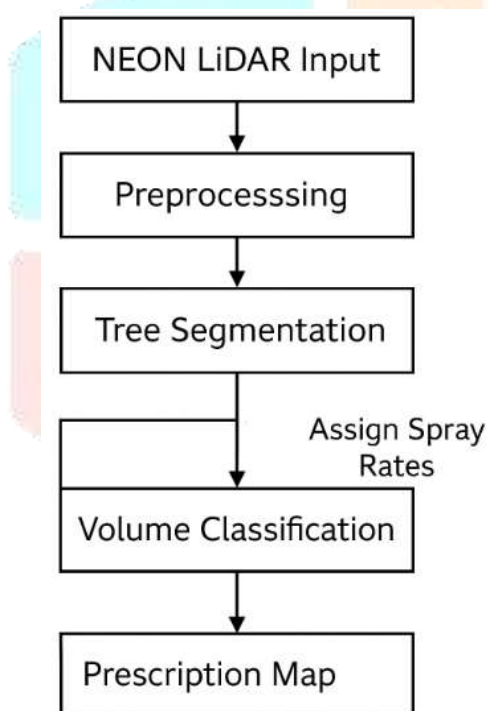 NEON LiDAR Input
Preprocesssing
Tree Segmentation
Assign Spray
Rates
Volume Classification
Prescription Map